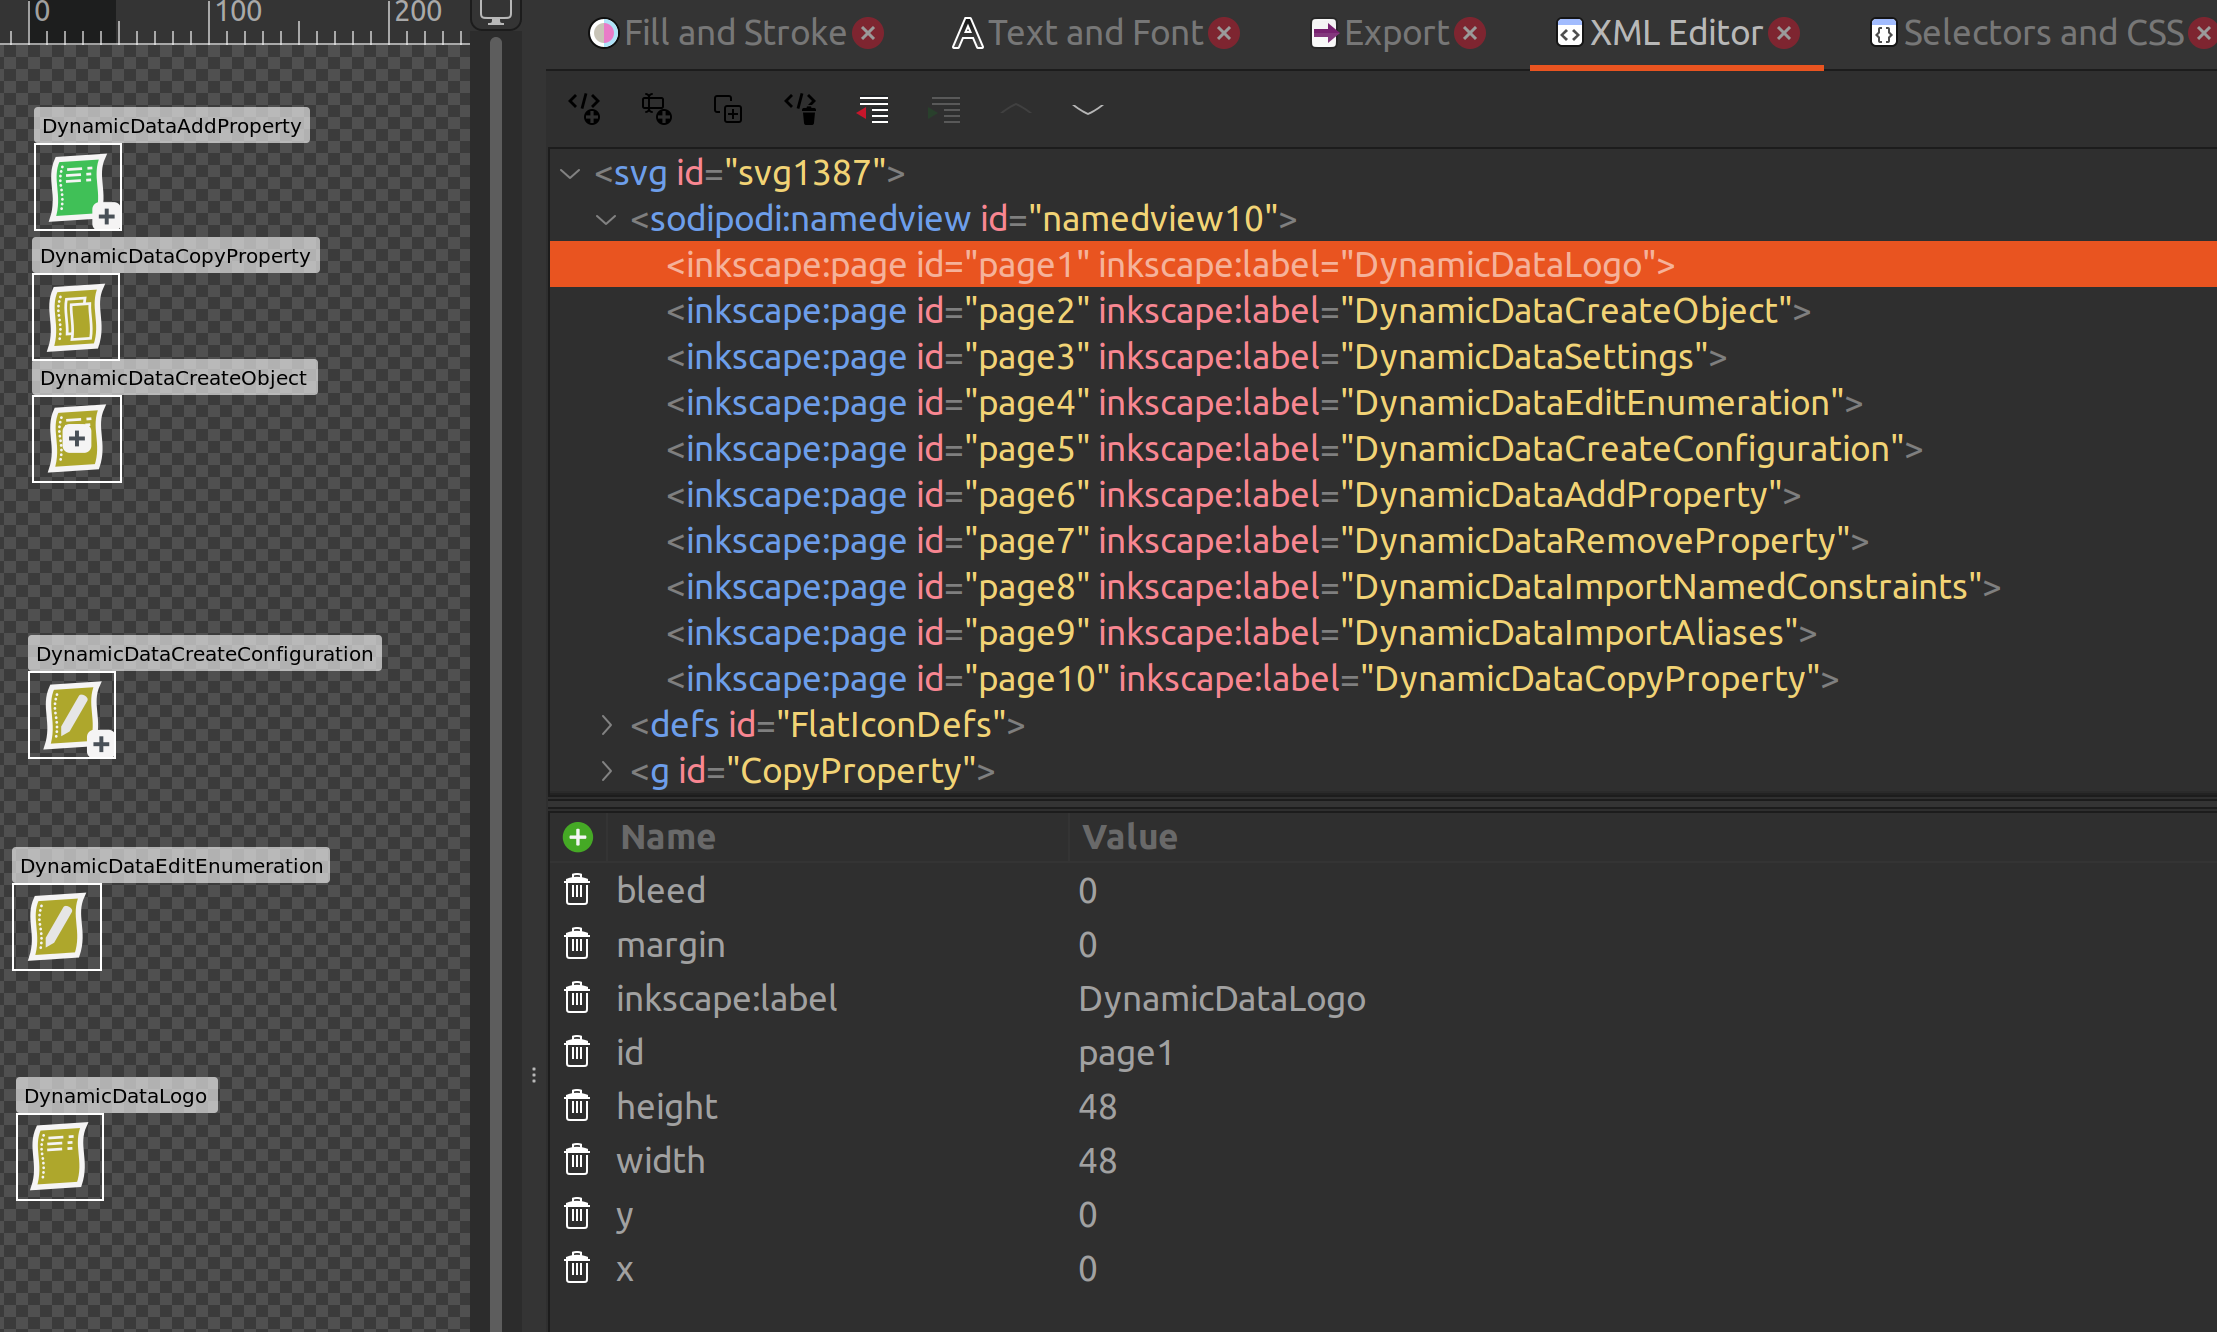 0 100 200
DynamicDataAddProperty
DynamicDataCopyProperty
DynamicDataCreateObject
DynamicDataCreateConfiguration
DynamicDataEditEnumeration
DynamicDataLogo
Fill and Stroke Text and Font Export XML Editor Selectors and CSS
<svg id="svg1387">
<sodipodi:namedview id="namedview10">
<inkscape:page id="page1" inkscape:label="DynamicDataLogo">
<inkscape:page id="page2" inkscape:label="DynamicDataCreateObject">
<inkscape:page id="page3" inkscape:label="DynamicDataSettings">
<inkscape:page id="page4" inkscape:label="DynamicDataEditEnumeration">
<inkscape:page id="page5" inkscape:label="DynamicDataCreateConfiguration">
<inkscape:page id="page6" inkscape:label="DynamicDataAddProperty">
<inkscape:page id="page7" inkscape:label="DynamicDataRemoveProperty">
<inkscape:page id="page8" inkscape:label="DynamicDataImportNamedConstraints">
<inkscape:page id="page9" inkscape:label="DynamicDataImportAliases">
<inkscape:page id="page10" inkscape:label="DynamicDataCopyProperty">
<defs id="FlatIconDefs">
<g id="CopyProperty">
Name Value
bleed 0
margin 0
inkscape:label DynamicDataLogo
id page1
height 48
width 48
y 0
x 0